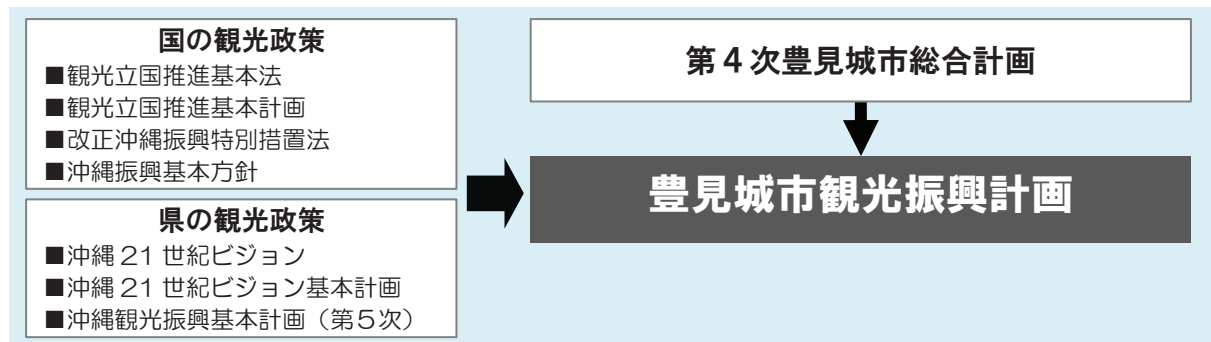 国の観光政策
■観光立国推進基本法
■観光立国推進基本計画
■改正沖縄振興特別措置法
■沖縄振興基本方針
県の観光政策
■沖縄 21 世紀ビジョン
■沖縄 21 世紀ビジョン基本計画
■沖縄観光振興基本計画（第５次）
第４次豊見城市総合計画
豊見城市観光振興計画